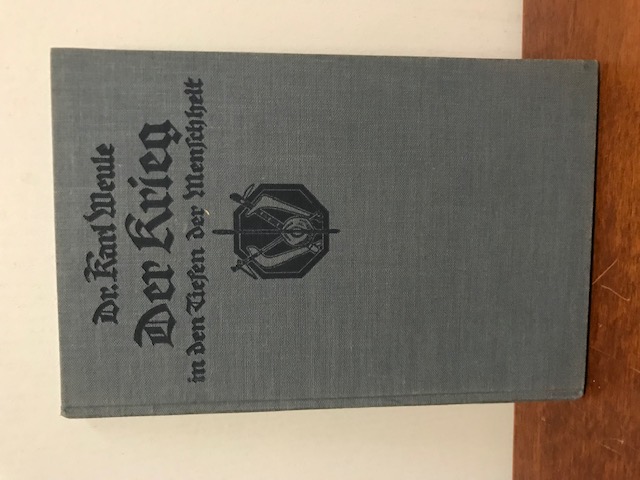 Dr. Karl Weule
Der Krieg
in den Tiefen der Menschheit